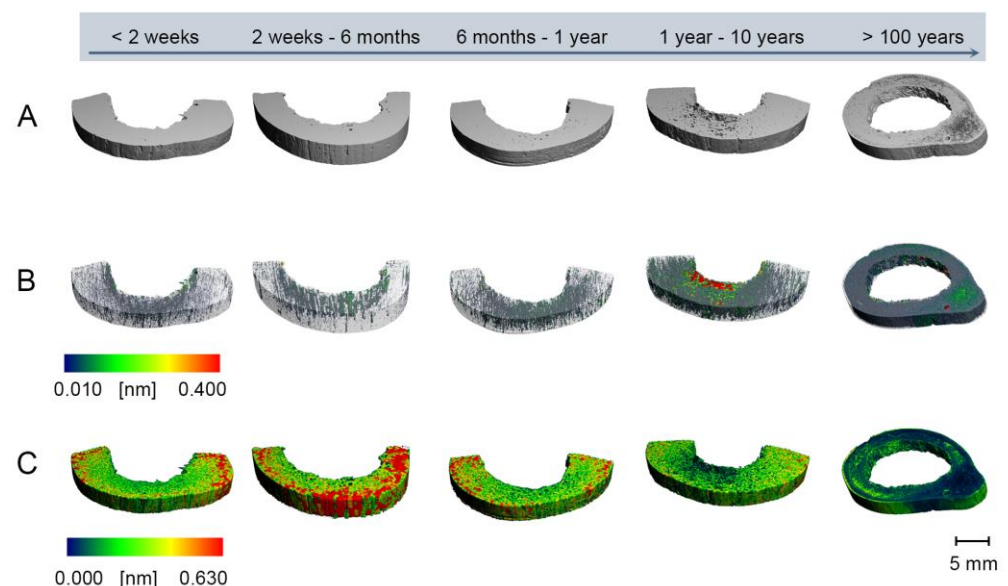 < 2 weeks 2 weeks - 6 months 6 months - 1 year 1 year - 10 years > 100 years
A
B
0.010 [nm] 0.400
C
0.000 [nm] 0.630
5 mm